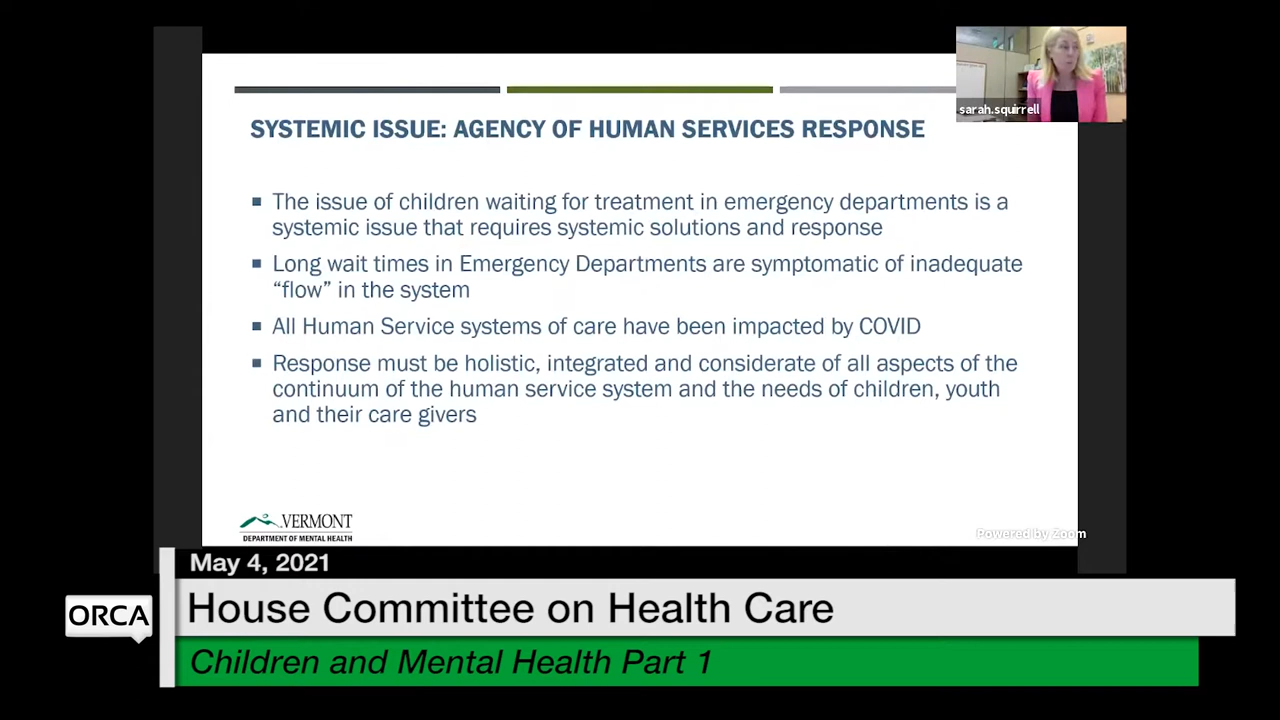 sarah.squirrell
SYSTEMIC ISSUE: AGENCY OF HUMAN SERVICES RESPONSE
▪ The issue of children waiting for treatment in emergency departments is a
systemic issue that requires systemic solutions and response
▪ Long wait times in Emergency Departments are symptomatic of inadequate
“flow” in the system
▪ All Human Service systems of care have been impacted by COVID
▪ Response must be holistic, integrated and considerate of all aspects of the
continuum of the human service system and the needs of children, youth
and their care givers
VERMONT
DEPARTMENT OF MENTAL HEALTH
Powered by Zoom
May 4, 2021
ORCA
House Committee on Health Care
Children and Mental Health Part 1